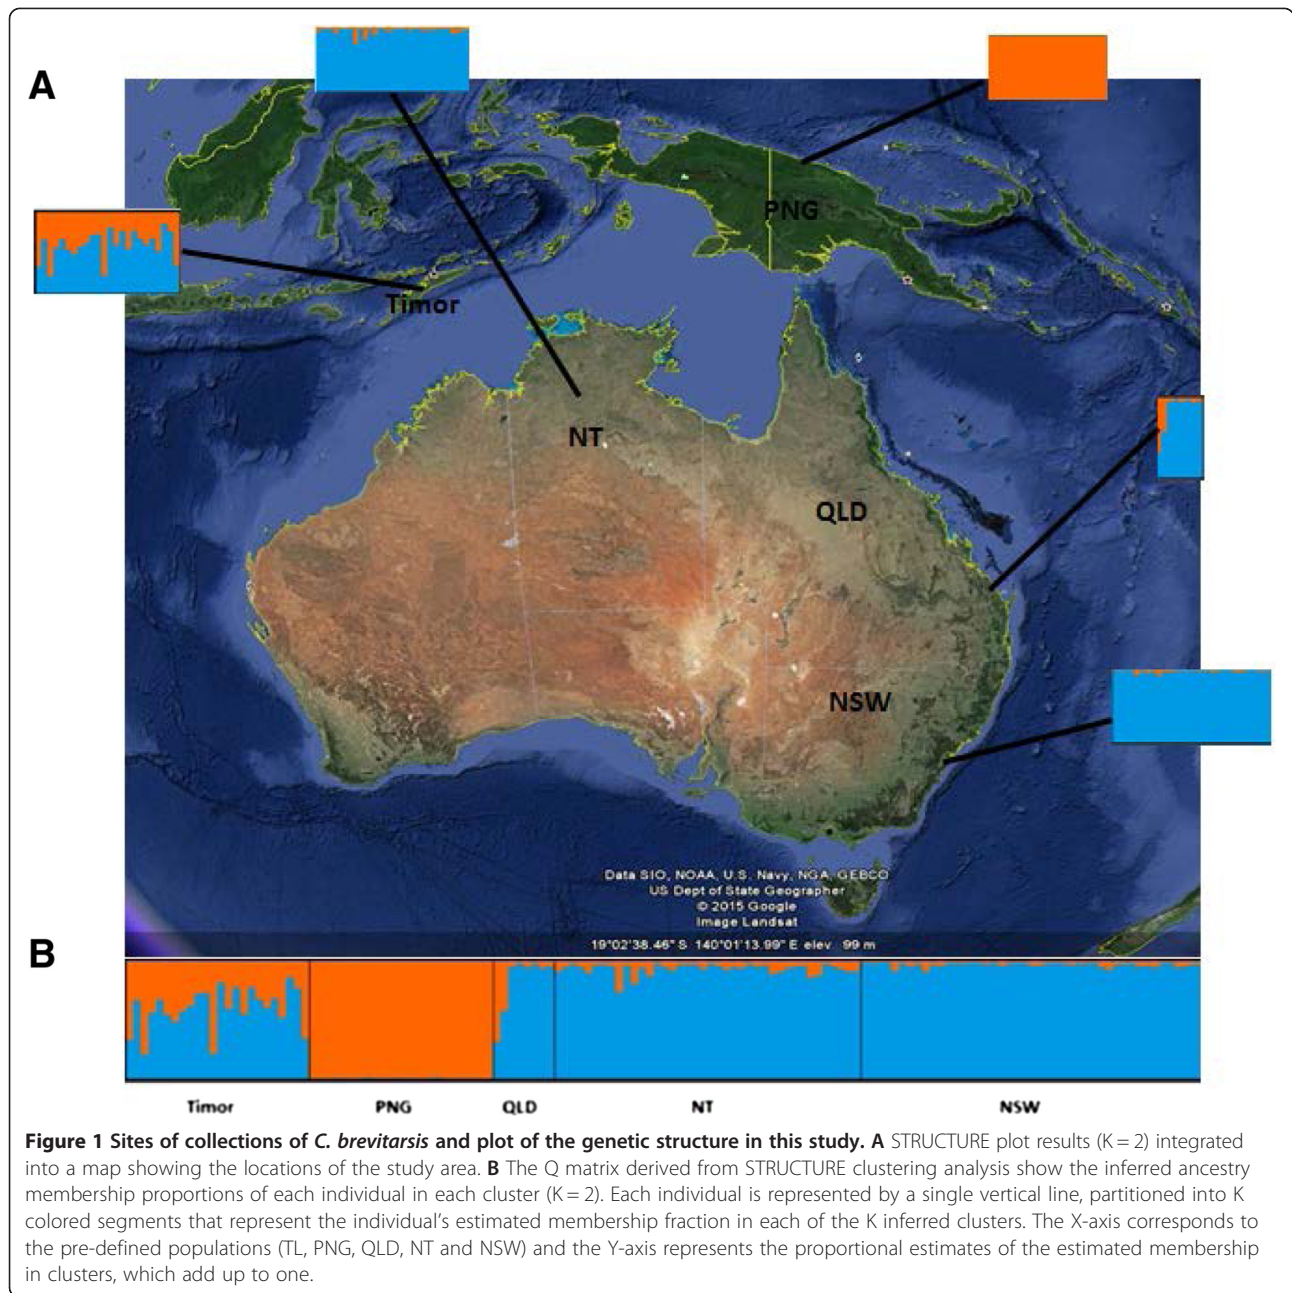 A
PNG
Timor
NT
QLD
NSW
Data SIO, NOAA, U.S. Navy, NGA, GEBCO
US Dept of State Geographer
© 2015 Google
Image Landsat
19°02'38.46" S 140°01'13.99" E elev 99 m
B
Timor PNG QLD NT NSW
Figure 1 Sites of collections of C. brevitarsis and plot of the genetic structure in this study. A STRUCTURE plot results (K = 2) integrated
into a map showing the locations of the study area. B The Q matrix derived from STRUCTURE clustering analysis show the inferred ancestry
membership proportions of each individual in each cluster (K = 2). Each individual is represented by a single vertical line, partitioned into K
colored segments that represent the individual's estimated membership fraction in each of the K inferred clusters. The X-axis corresponds to
the pre-defined populations (TL, PNG, QLD, NT and NSW) and the Y-axis represents the proportional estimates of the estimated membership
in clusters, which add up to one.